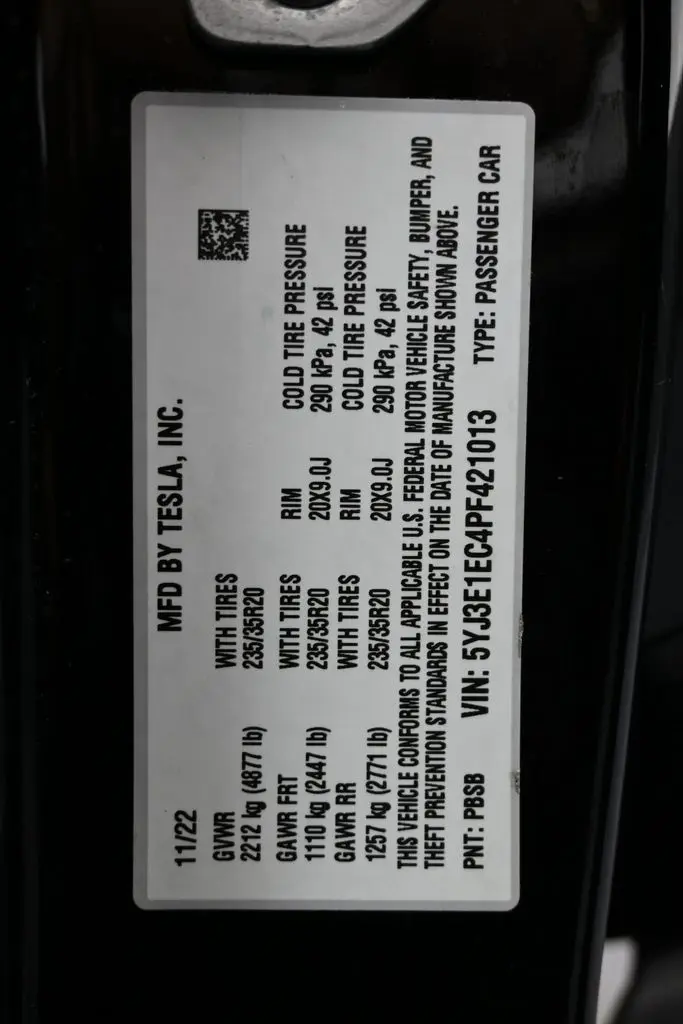 MFD BY TESLA, INC.
11/22
GVWR WITH TIRES
2212 kg (4877 lb) 235/35R20
GAWR FRT WITH TIRES RIM COLD TIRE PRESSURE
1110 kg (2447 lb) 235/35R20 20X9.0J 290 kPa, 42 psi
GAWR RR WITH TIRES RIM COLD TIRE PRESSURE
1257 kg (2771 lb) 235/35R20 20X9.0J 290 kPa, 42 psi
THIS VEHICLE CONFORMS TO ALL APPLICABLE U.S. FEDERAL MOTOR VEHICLE SAFETY, BUMPER, AND
THEFT PREVENTION STANDARDS IN EFFECT ON THE DATE OF MANUFACTURE SHOWN ABOVE.
PNT: PBSB VIN: 5YJ3E1EC4PF421013 TYPE: PASSENGER CAR